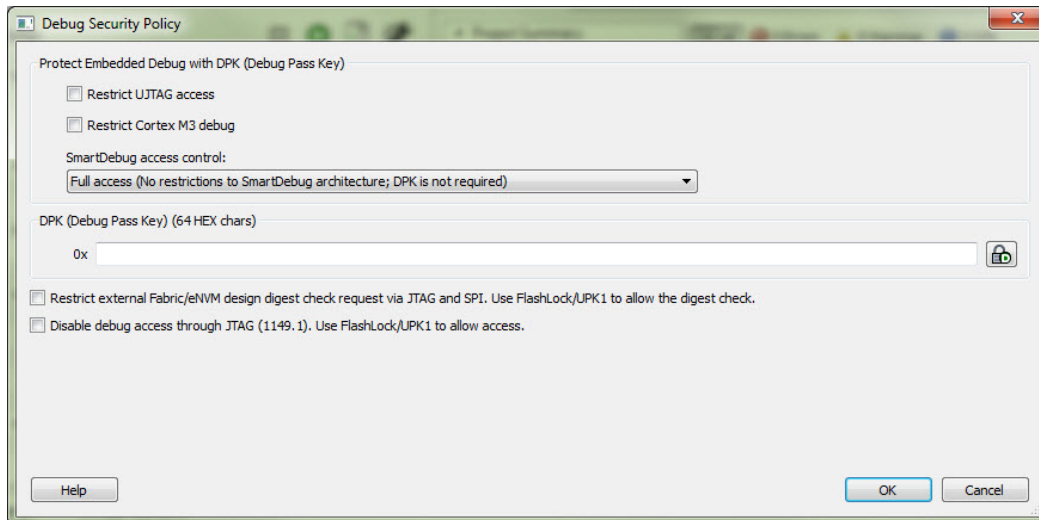 Debug Security Policy
Protect Embedded Debug with DPK (Debug Pass Key)
Restrict UJTAG access
Restrict Cortex M3 debug
SmartDebug access control:
Full access (No restrictions to SmartDebug architecture; DPK is not required)
DPK (Debug Pass Key) (64 HEX chars)
0x
Restrict external Fabric/eNVM design digest check request via JTAG and SPI. Use FlashLock/UPK1 to allow the digest check.
Disable debug access through JTAG (1149.1). Use FlashLock/UPK1 to allow access.
Help OK Cancel